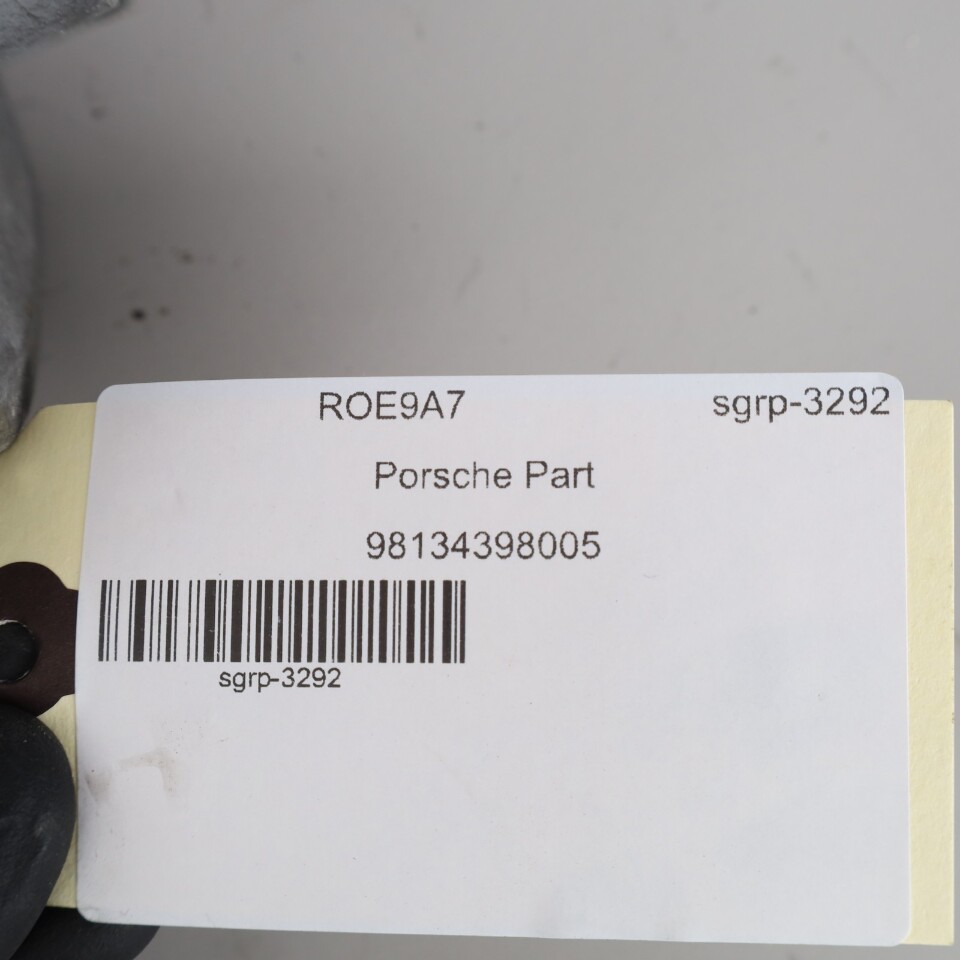 ROE9A7 sgrp-3292
Porsche Part
98134398005
sgrp-3292